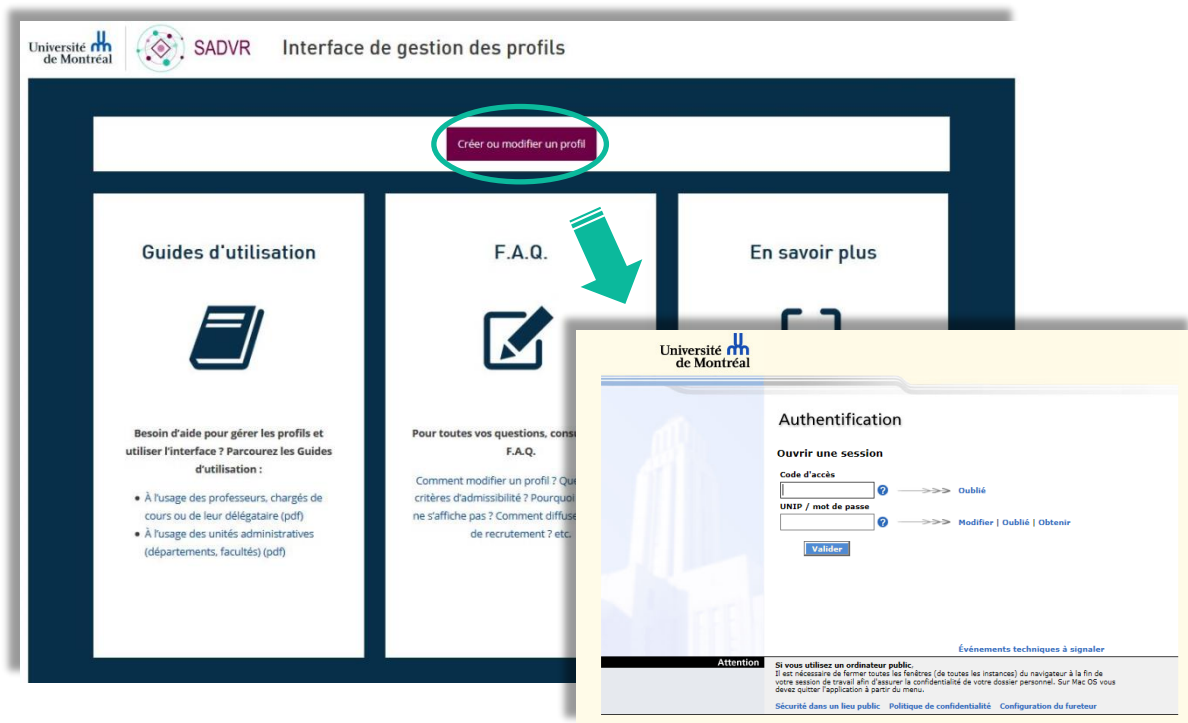 Université
de Montréal
SADVR
Interface de gestion des profils
Créer ou modifier un profil
Guides d'utilisation
Besoin d'aide pour gérer les profils et
utiliser l'interface ? Parcourez les Guides
d'utilisation :
• À l'usage des professeurs, chargés de
cours ou de leur délégataire (pdf)
• À l'usage des unités administratives
(départements, facultés) (pdf)
F.A.Q.
Pour toutes vos questions,
F.A.Q.
Comment modifier un profil ?
critères d'admissibilité ? Pourquoi
ne s'affiche pas ? Comment
de recrutement ? etc.
En savoir plus
Université
de Montréal
Authentification
Ouvrir une session
Code d'accès
? >>> Oublié
UNIP / mot de passe
? >>> Modifier | Oublié | Obtenir
Valider
Événements techniques à signaler
Attention
Si vous utilisez un ordinateur public.
Il est nécessaire de fermer toutes les fenêtres (de toutes les instances) du navigateur à la fin de
votre session de travail afin d'assurer la confidentialité de votre dossier personnel. Sur Mac OS vous
devez quitter l'application à partir du menu.
Sécurité dans un lieu public Politique de confidentialité Configuration du fureteur